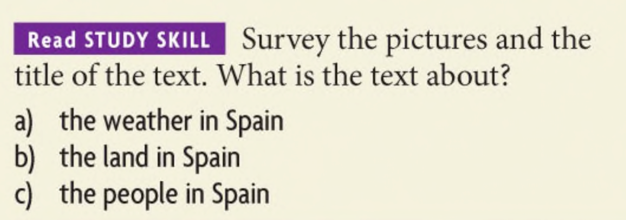 Read STUDY SKILL Survey the pictures and the
title of the text. What is the text about?
a) the weather in Spain
b) the land in Spain
c) the people in Spain